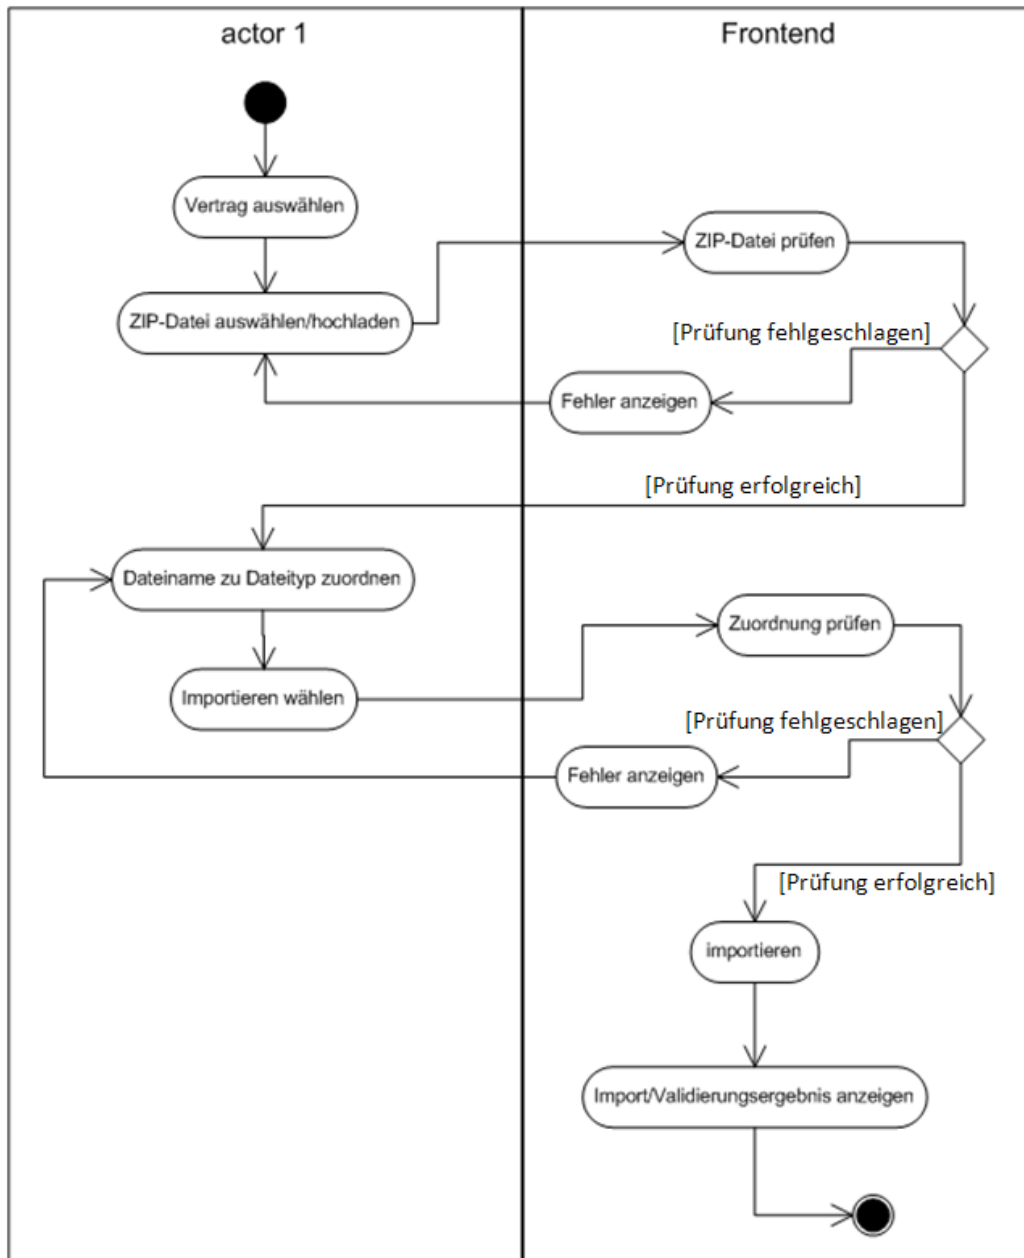 actor 1
Frontend
Vertrag auswählen
ZIP-Datei prüfen
ZIP-Datei auswählen/hochladen
[Prüfung fehlgeschlagen]
Fehler anzeigen
[Prüfung erfolgreich]
Dateiname zu Dateityp zuordnen
Zuordnung prüfen
Importieren wählen
[Prüfung fehlgeschlagen]
Fehler anzeigen
[Prüfung erfolgreich]
importieren
Import/Validierungsergebnis anzeigen